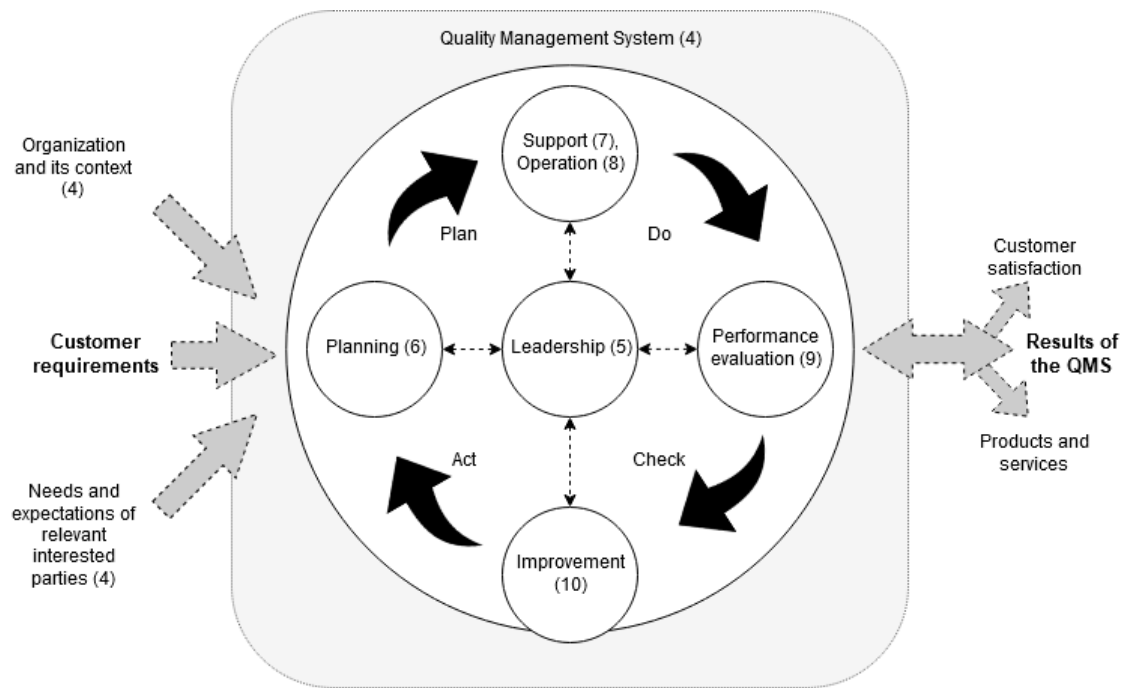 Quality Management System (4)
Organization
and its context
(4)
Support (7),
Operation (8)
Plan
Do
Customer
satisfaction
Customer
requirements
Planning (6)
Leadership (5)
Performance
evaluation (9)
Results of
the QMS
Act
Check
Products and
services
Needs and
expectations of
relevant
interested
parties (4)
Improvement
(10)